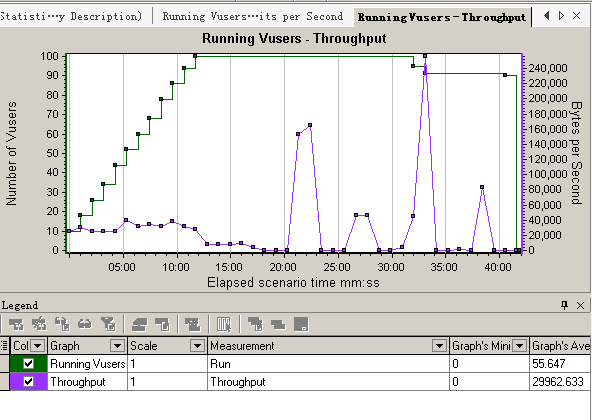 Statisti…y Description) Running Vusers…its per Second Running Vusers - Throughput
Running Vusers - Throughput
Number of Vusers
100
90
80
70
60
50
40
30
20
10
0
240,000
220,000
200,000
180,000
160,000
140,000
120,000
100,000
80,000
60,000
40,000
20,000
0
Bytes per Second
05:00 10:00 15:00 20:00 25:00 30:00 35:00 40:00
Elapsed scenario time mm:ss
Legend
Col Graph Scale Measurement Graph's Mini Graph's Ave
Running Vusers 1 Run 0 55.647
Throughput 1 Throughput 0 29962.633